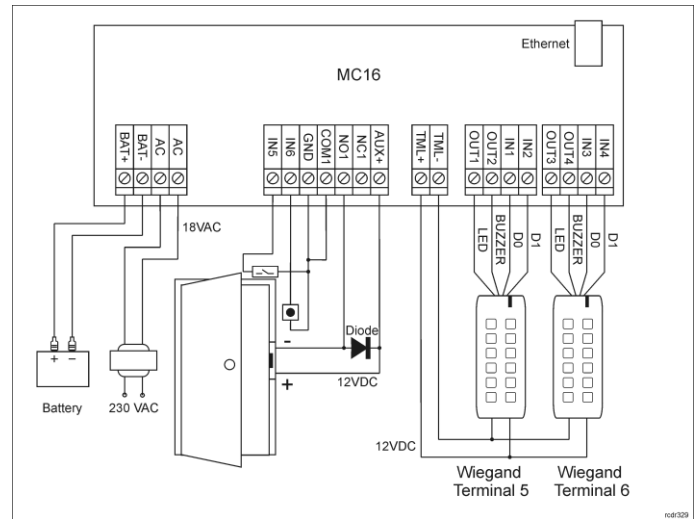 Ethernet
MC16
BAT+
BAT-
AC
AC
IN5
IN6
GND
COM1
NO1
NC1
AUX+
TML+
TML-
OUT1
OUT2
IN1
IN2
OUT3
OUT4
IN3
IN4
18VAC
LED
BUZZER
D0
D1
LED
BUZZER
D0
D1
Diode
-
+
12VDC
+ −
Battery
230 VAC
12VDC
Wiegand
Terminal 5
Wiegand
Terminal 6
rcdr329